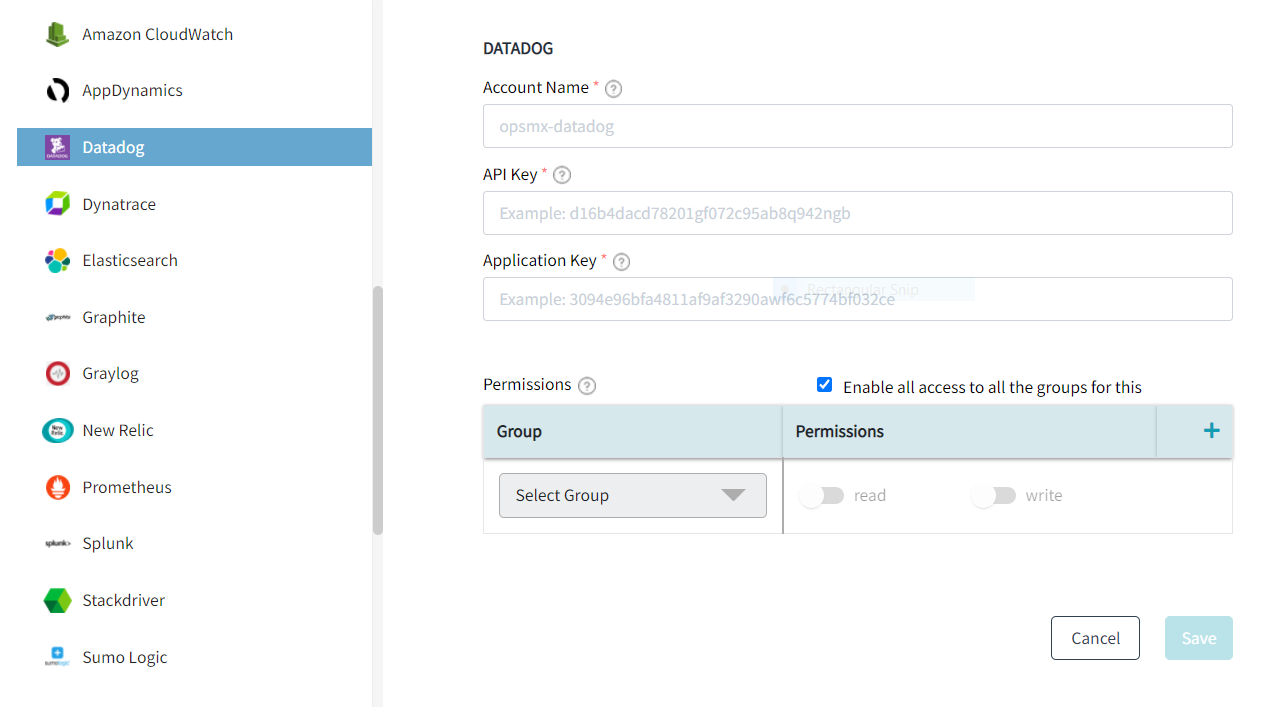 Amazon CloudWatch
AppDynamics
Datadog
Dynatrace
Elasticsearch
Graphite
Graylog
New Relic
Prometheus
Splunk
Stackdriver
Sumo Logic
DATADOG
Account Name * ?
opsmx-datadog
API Key * ?
Example: d16b4dacd78201gf072c95ab8q942ngb
Application Key * ?
Example: 3094e96bfa4811af9af3290awf6c5774bf032ce
Rectangular Snip
Permissions ?
Enable all access to all the groups for this
Group Permissions +
Select Group read write
Cancel Save